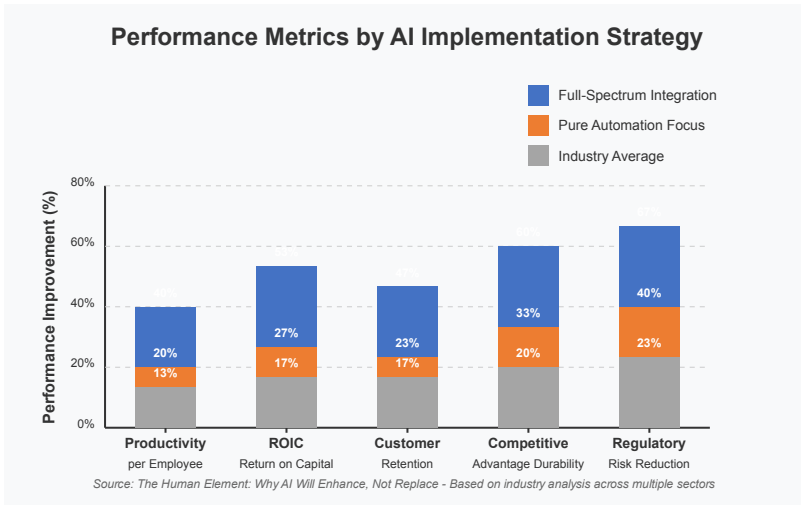 Performance Metrics by AI Implementation Strategy
Full-Spectrum Integration
Pure Automation Focus
Industry Average
Performance Improvement (%)
80%
60%
40%
20%
0%
20%
13%
27%
17%
47%
23%
17%
33%
20%
67%
40%
23%
Productivity
per Employee
ROIC
Return on Capital
Customer
Retention
Competitive
Advantage Durability
Regulatory
Risk Reduction
Source: The Human Element: Why AI Will Enhance, Not Replace - Based on industry analysis across multiple sectors